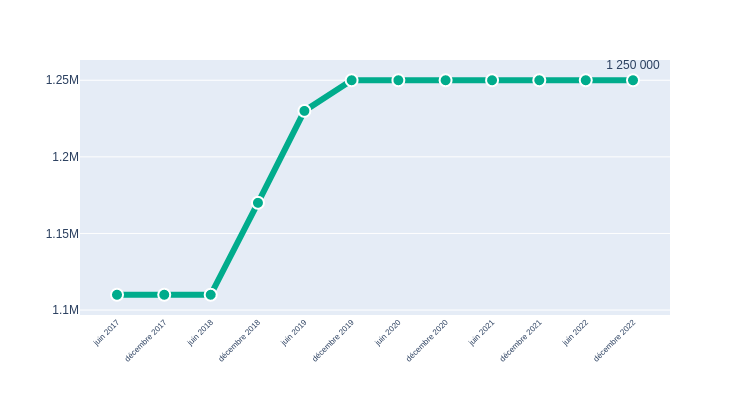 1 250 000
1.25M
1.2M
1.15M
1.1M
juin 2017
décembre 2017
juin 2018
décembre 2018
juin 2019
décembre 2019
juin 2020
décembre 2020
juin 2021
décembre 2021
juin 2022
décembre 2022